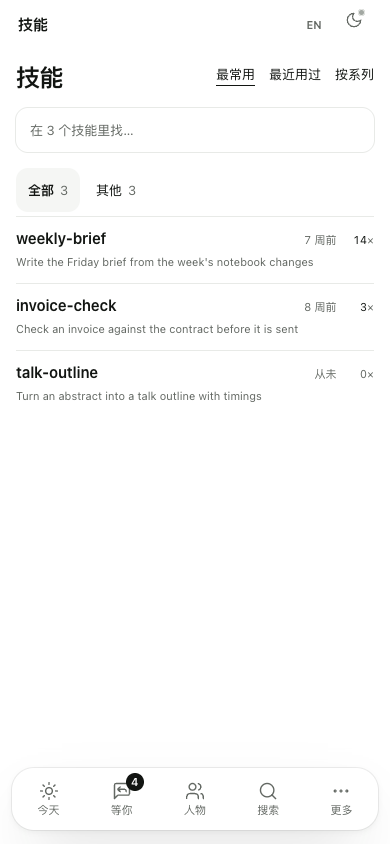 技能
EN
技能
最常用 最近用过 按系列
在 3 个技能里找...
全部 3 其他 3
weekly-brief 7 周前 14×
Write the Friday brief from the week's notebook changes
invoice-check 8 周前 3×
Check an invoice against the contract before it is sent
talk-outline 从未 0×
Turn an abstract into a talk outline with timings
4
今天 等你 人物 搜索 更多